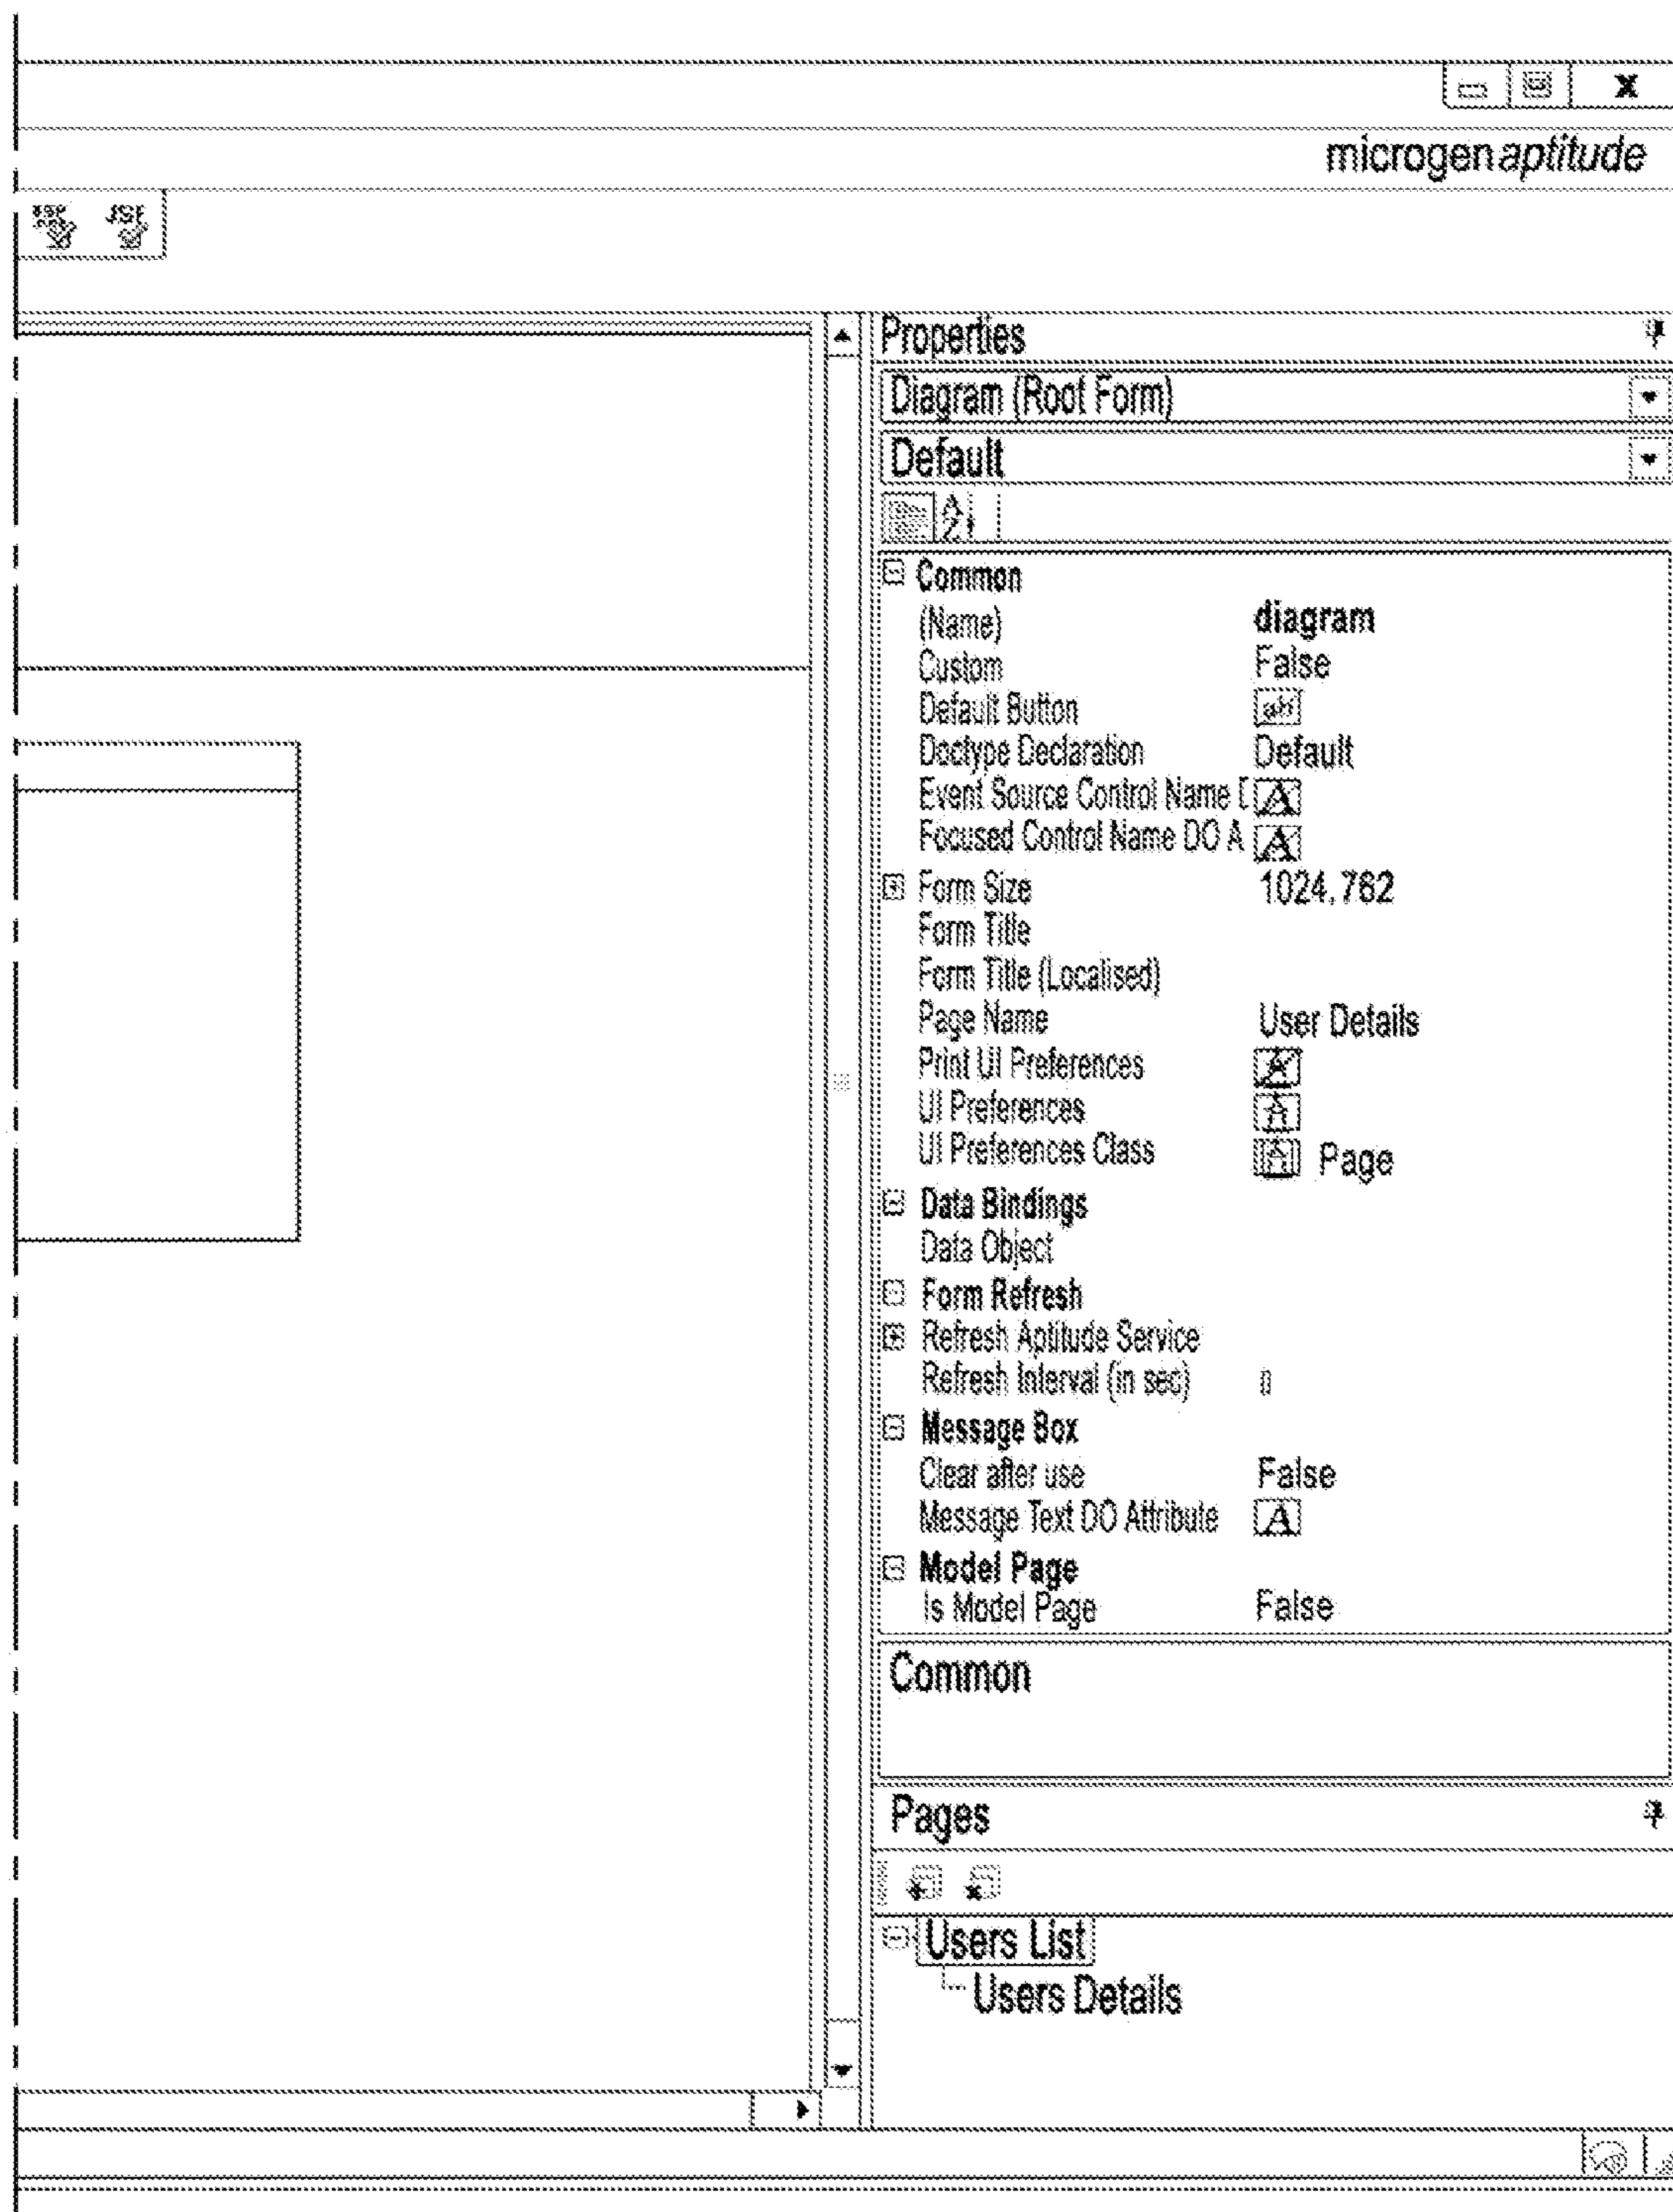 microgenaptitude
Properties
Diagram (Root Form)
Default
Common
(Name) diagram
Custom False
Default Button ab
Doctype Declaration Default
Event Source Control Name D A
Focused Control Name DO A A
Form Size 1024, 762
Form Title
Form Title (Localised)
Page Name User Details
Print UI Preferences A
UI Preferences A
UI Preferences Class A Page
Data Bindings
Data Object
Form Refresh
Refresh Aptitude Service
Refresh Interval (in sec) 0
Message Box
Clear after use False
Message Text DO Attribute A
Model Page
Is Model Page False
Common
Pages
Users List
Users Details